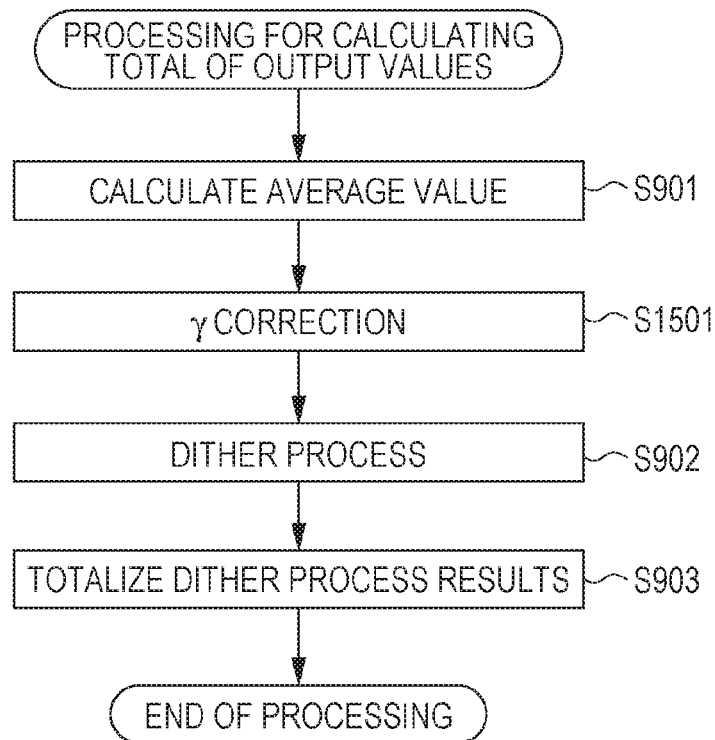 PROCESSING FOR CALCULATING
TOTAL OF OUTPUT VALUES
CALCULATE AVERAGE VALUE
S901
γ CORRECTION
S1501
DITHER PROCESS
S902
TOTALIZE DITHER PROCESS RESULTS
S903
END OF PROCESSING